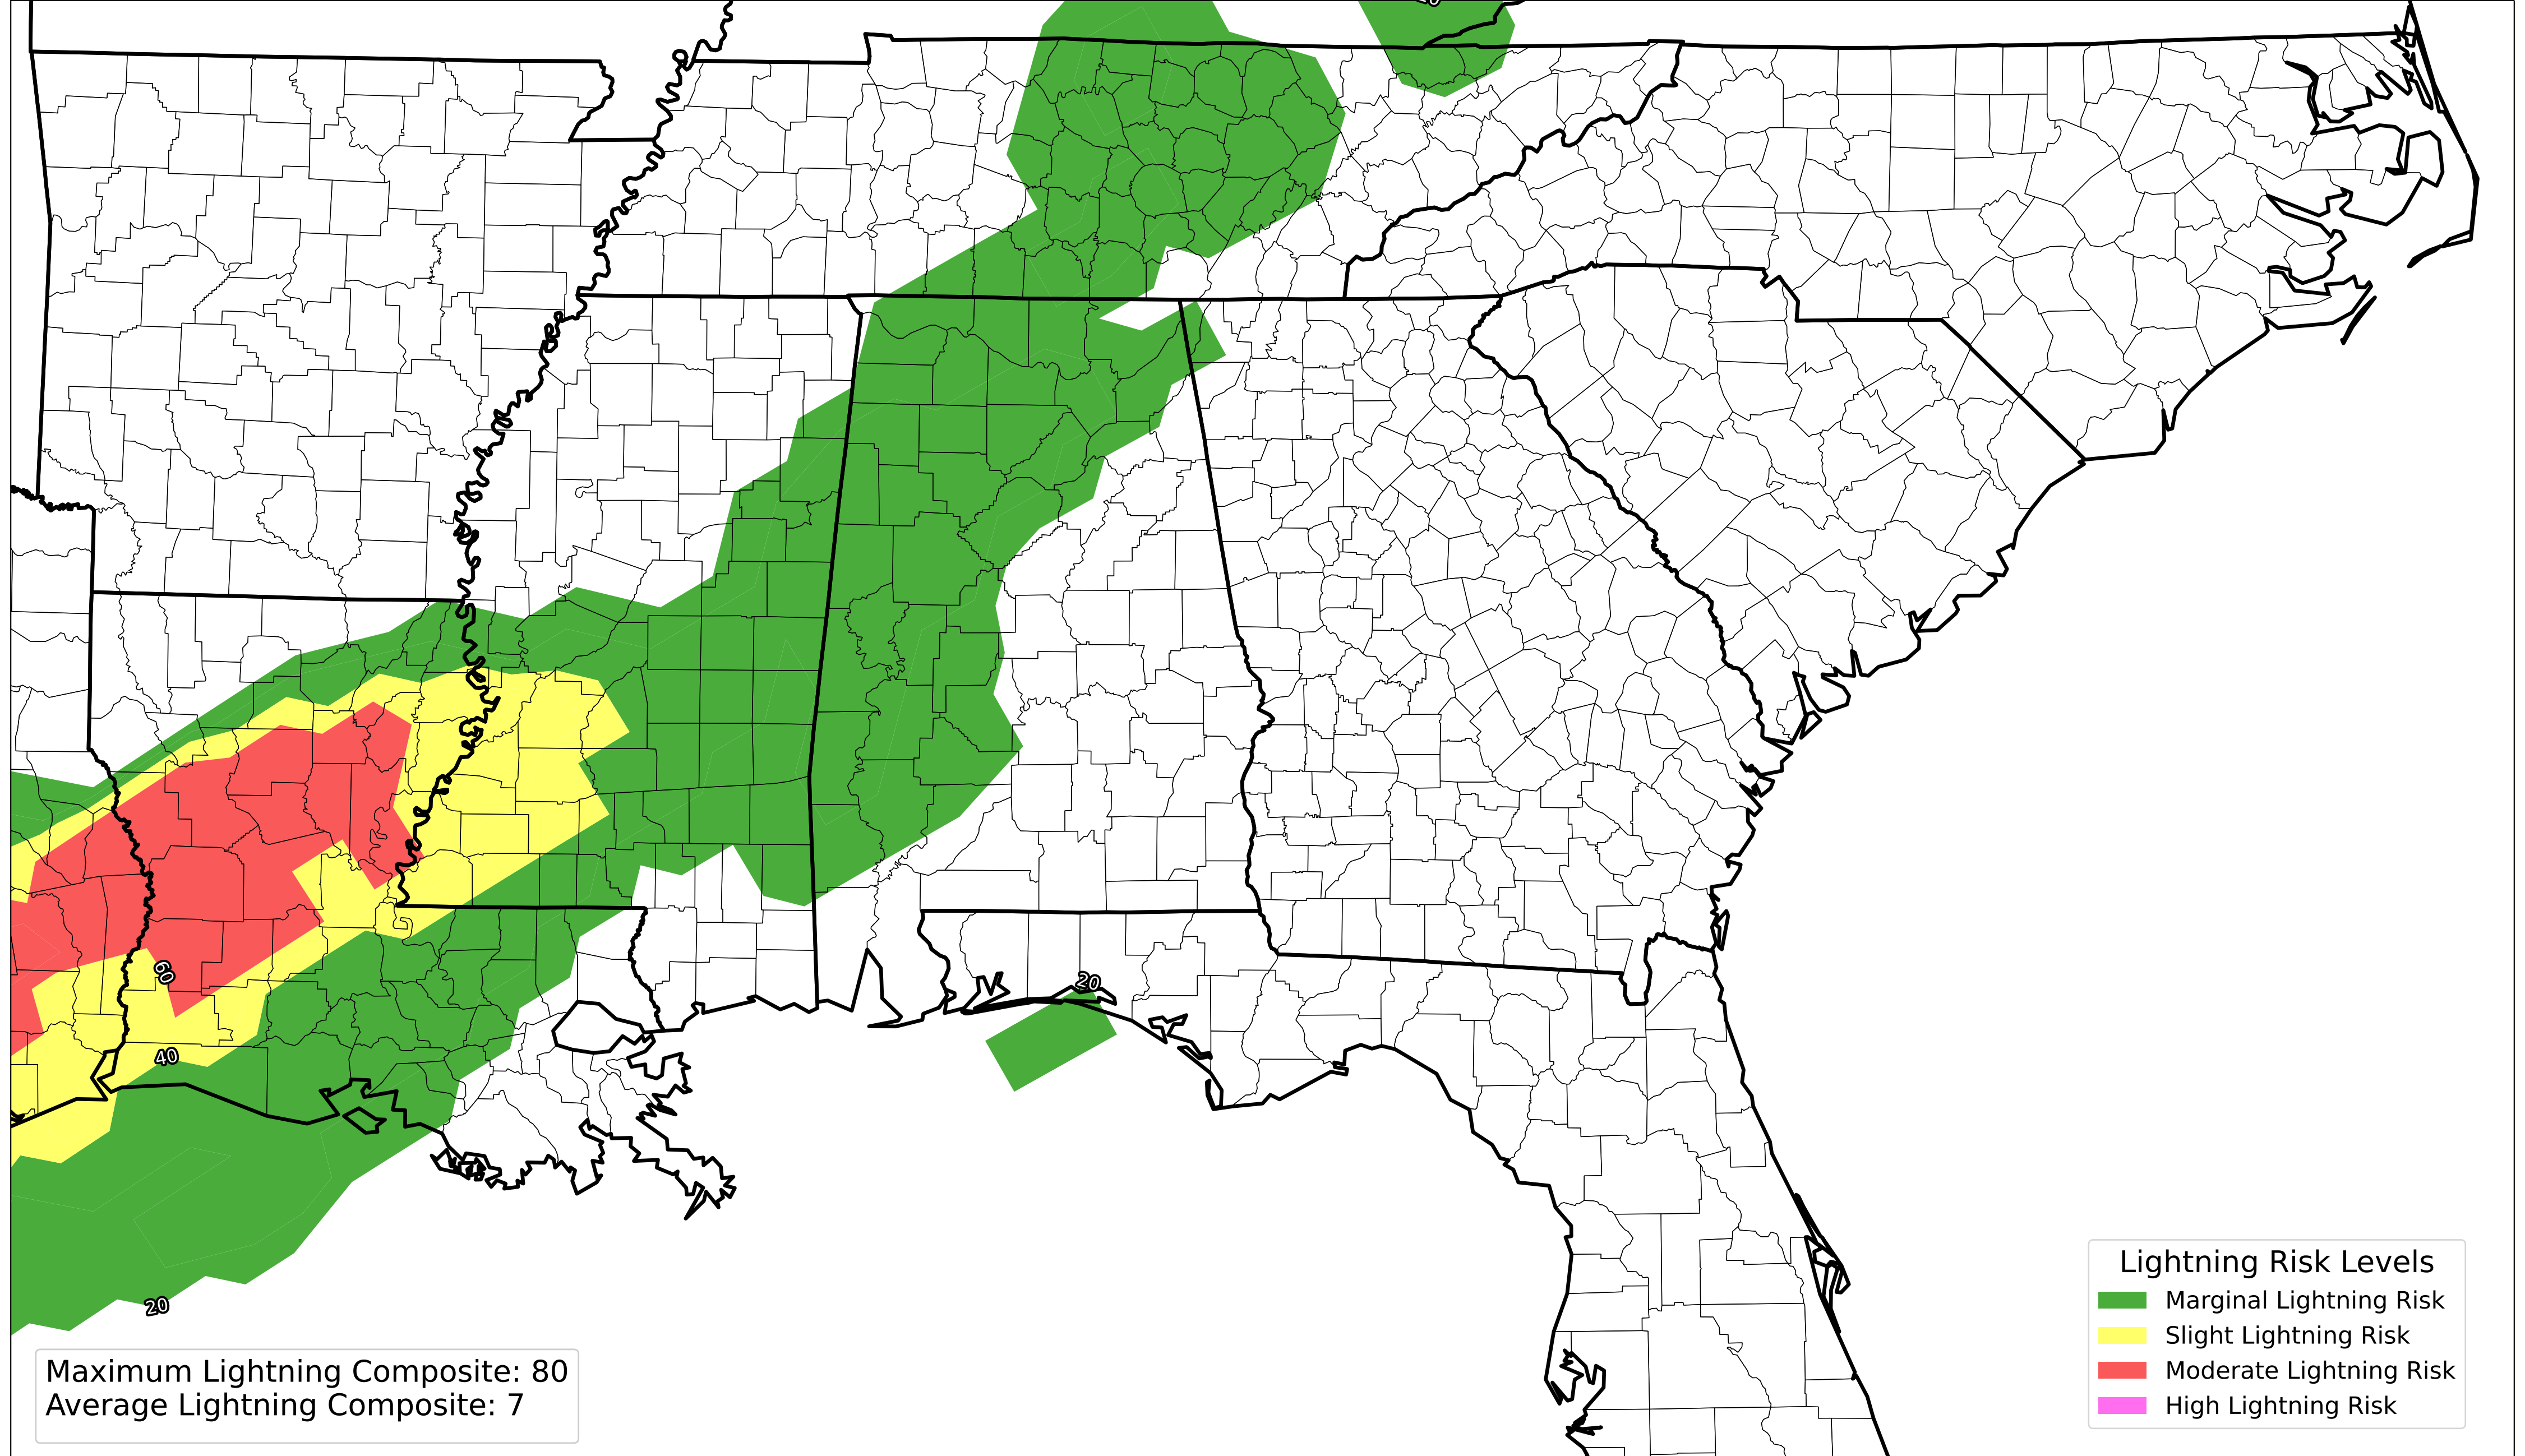 20
60
40
20
Maximum Lightning Composite: 80
Average Lightning Composite: 7
Lightning Risk Levels
Marginal Lightning Risk
Slight Lightning Risk
Moderate Lightning Risk
High Lightning Risk